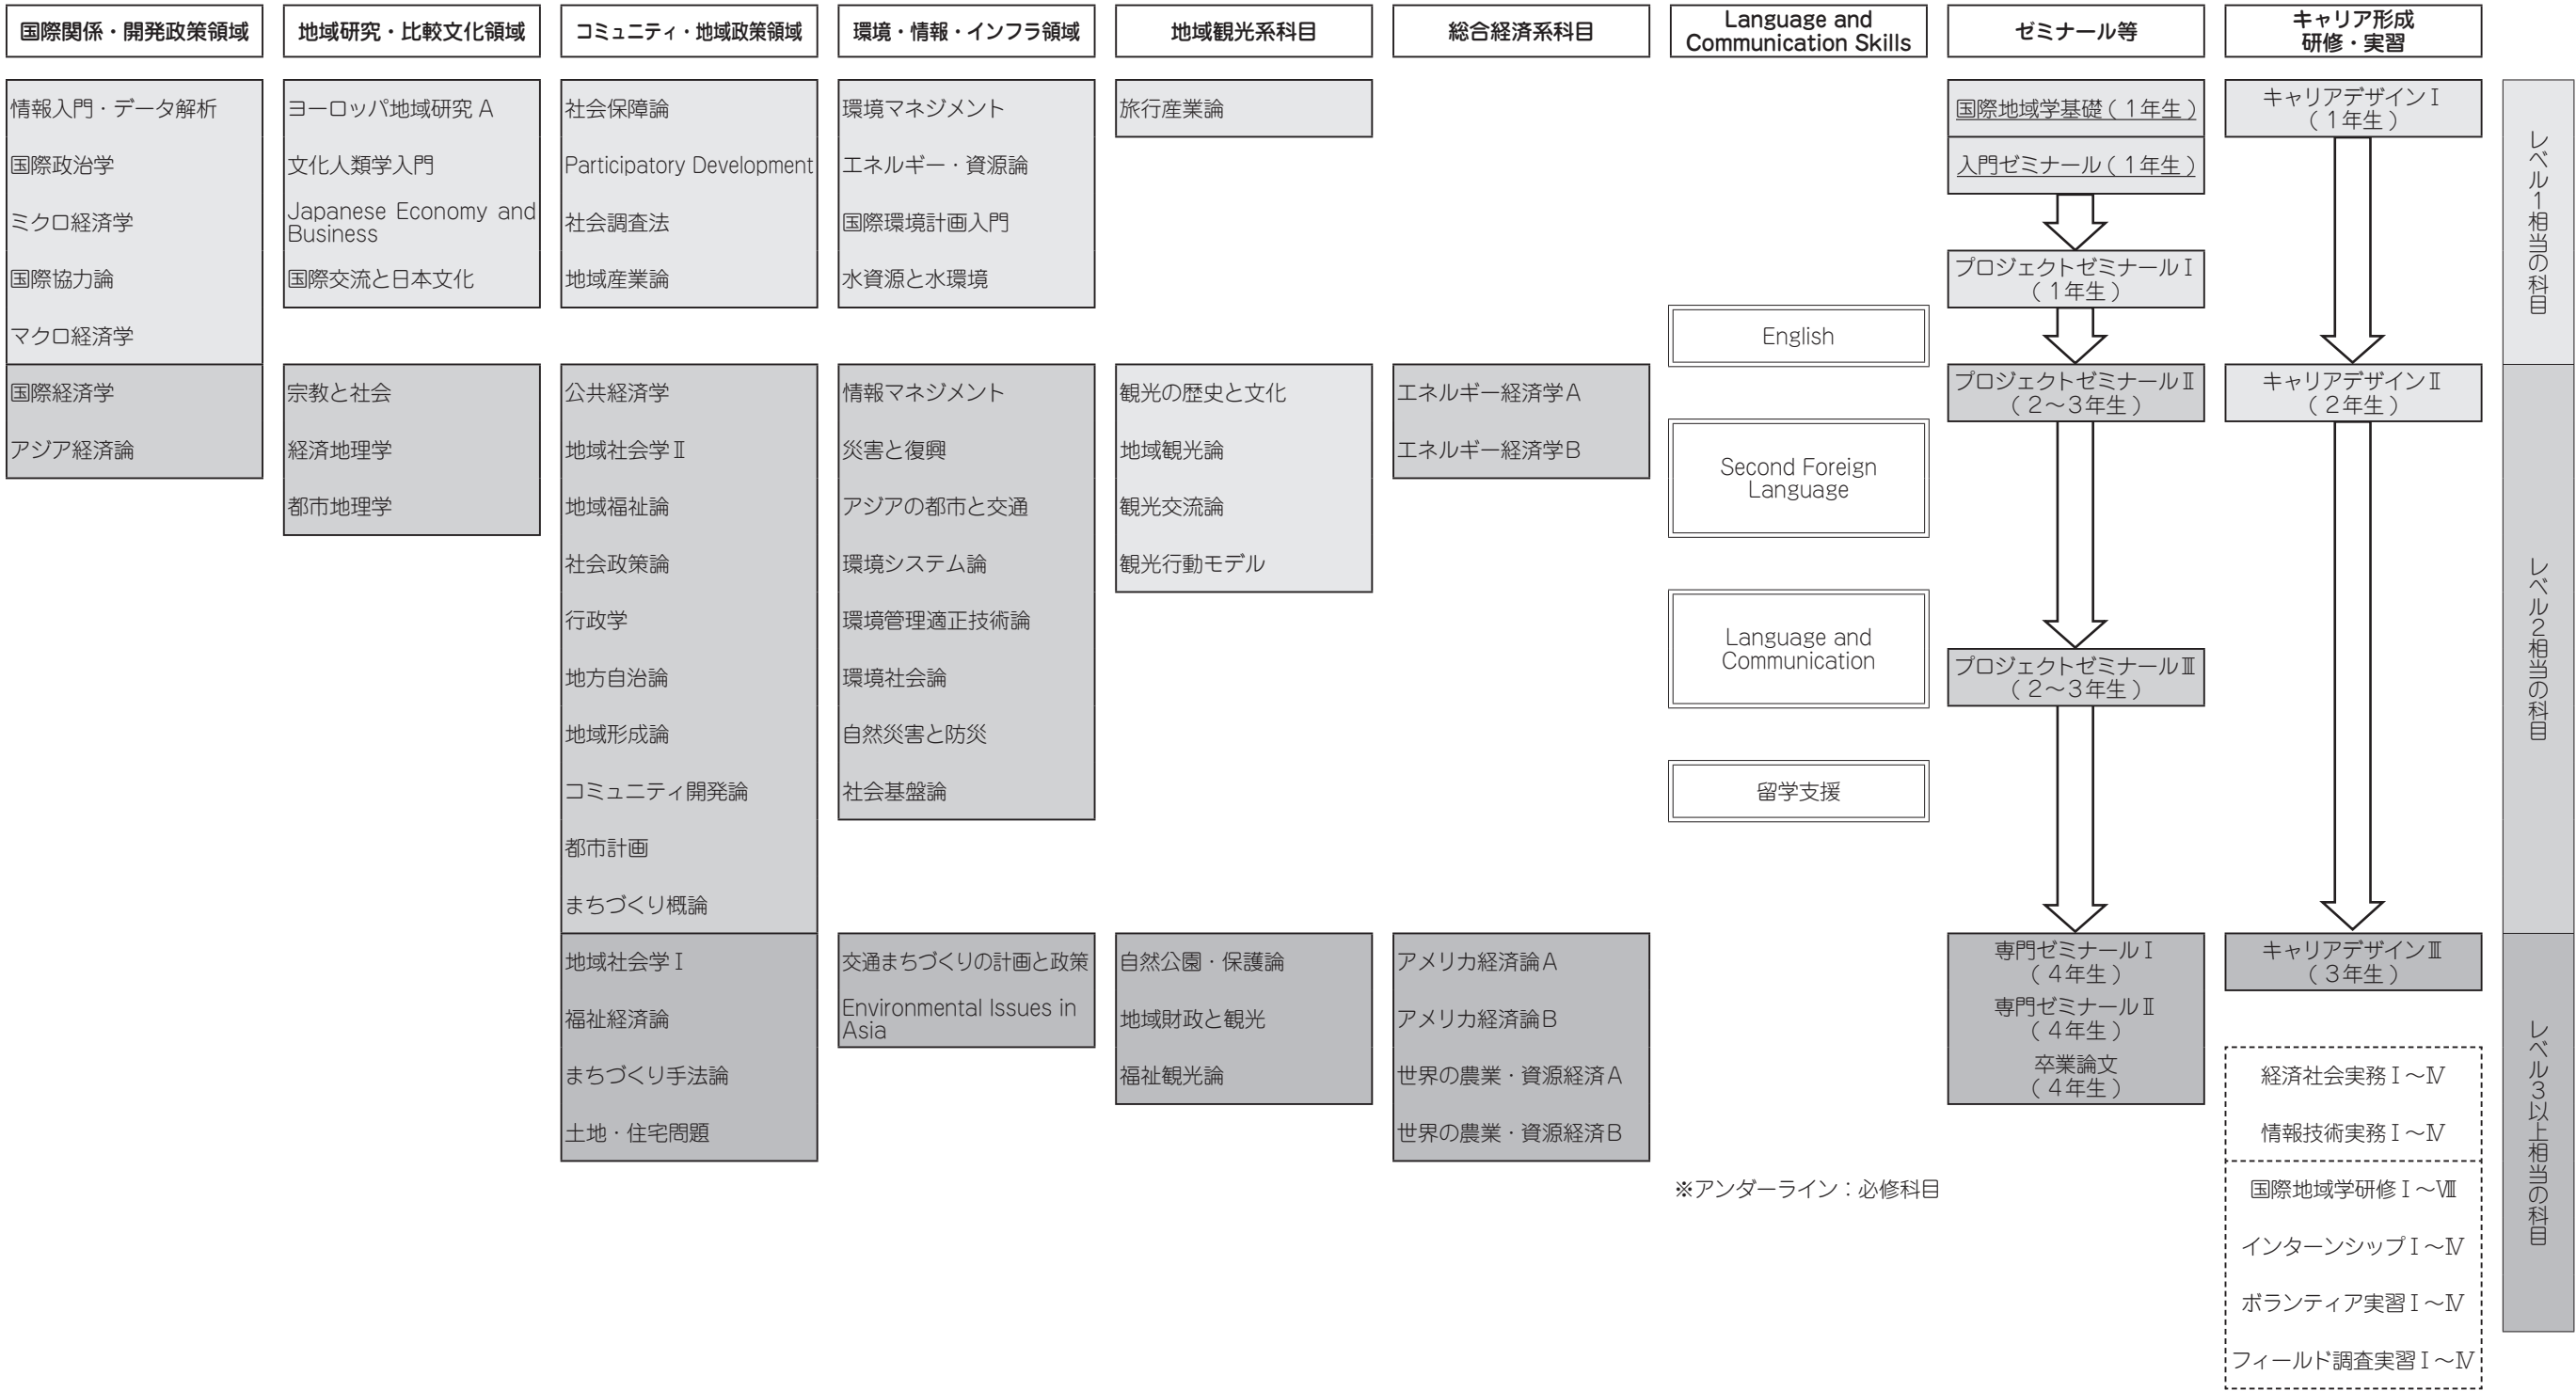 国際関係・開発政策領域
情報入門・データ解析
国際政治学
ミクロ経済学
国際協力論
マクロ経済学
国際経済学
アジア経済論
地域研究・比較文化領域
ヨーロッパ地域研究 A
文化人類学入門
Japanese Economy and
Business
国際交流と日本文化
宗教と社会
経済地理学
都市地理学
コミュニティ・地域政策領域
社会保障論
Participatory Development
社会調査法
地域産業論
公共経済学
地域社会学Ⅱ
地域福祉論
社会政策論
行政学
地方自治論
地域形成論
コミュニティ開発論
都市計画
まちづくり概論
地域社会学Ⅰ
福祉経済論
まちづくり手法論
土地・住宅問題
環境・情報・インフラ領域
環境マネジメント
エネルギー・資源論
国際環境計画入門
水資源と水環境
情報マネジメント
災害と復興
アジアの都市と交通
環境システム論
環境管理適正技術論
環境社会論
自然災害と防災
社会基盤論
交通まちづくりの計画と政策
Environmental Issues in
Asia
地域観光系科目
旅行産業論
観光の歴史と文化
地域観光論
観光交流論
観光行動モデル
自然公園・保護論
地域財政と観光
福祉観光論
総合経済系科目
エネルギー経済学A
エネルギー経済学B
アメリカ経済論A
アメリカ経済論B
世界の農業・資源経済A
世界の農業・資源経済B
Language and
Communication Skills
English
Second Foreign
Language
Language and
Communication
留学支援
※アンダーライン：必修科目
ゼミナール等
国際地域学基礎（1年生）
入門ゼミナール（1年生）
プロジェクトゼミナールⅠ
（1年生）
プロジェクトゼミナールⅡ
（2～3年生）
プロジェクトゼミナールⅢ
（2～3年生）
専門ゼミナールⅠ
（4年生）
専門ゼミナールⅡ
（4年生）
卒業論文
（4年生）
キャリア形成
研修・実習
キャリアデザインⅠ
（1年生）
キャリアデザインⅡ
（2年生）
キャリアデザインⅢ
（3年生）
経済社会実務Ⅰ～Ⅳ
情報技術実務Ⅰ～Ⅳ
国際地域学研修Ⅰ～Ⅷ
インターンシップⅠ～Ⅳ
ボランティア実習Ⅰ～Ⅳ
フィールド調査実習Ⅰ～Ⅳ
レベル1相当の科目
レベル2相当の科目
レベル3以上相当の科目